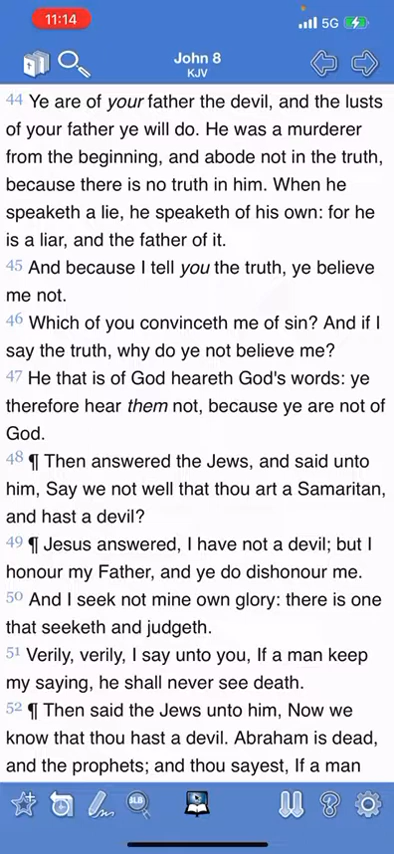 11:14
5G
John 8
KJV
44 Ye are of your father the devil, and the lusts
of your father ye will do. He was a murderer
from the beginning, and abode not in the truth,
because there is no truth in him. When he
speaketh a lie, he speaketh of his own: for he
is a liar, and the father of it.
45 And because I tell you the truth, ye believe
me not.
46 Which of you convinceth me of sin? And if I
say the truth, why do ye not believe me?
47 He that is of God heareth God's words: ye
therefore hear them not, because ye are not of
God.
48 ¶ Then answered the Jews, and said unto
him, Say we not well that thou art a Samaritan,
and hast a devil?
49 ¶ Jesus answered, I have not a devil; but I
honour my Father, and ye do dishonour me.
50 And I seek not mine own glory: there is one
that seeketh and judgeth.
51 Verily, verily, I say unto you, If a man keep
my saying, he shall never see death.
52 ¶ Then said the Jews unto him, Now we
know that thou hast a devil. Abraham is dead,
and the prophets; and thou sayest, If a man
BLB